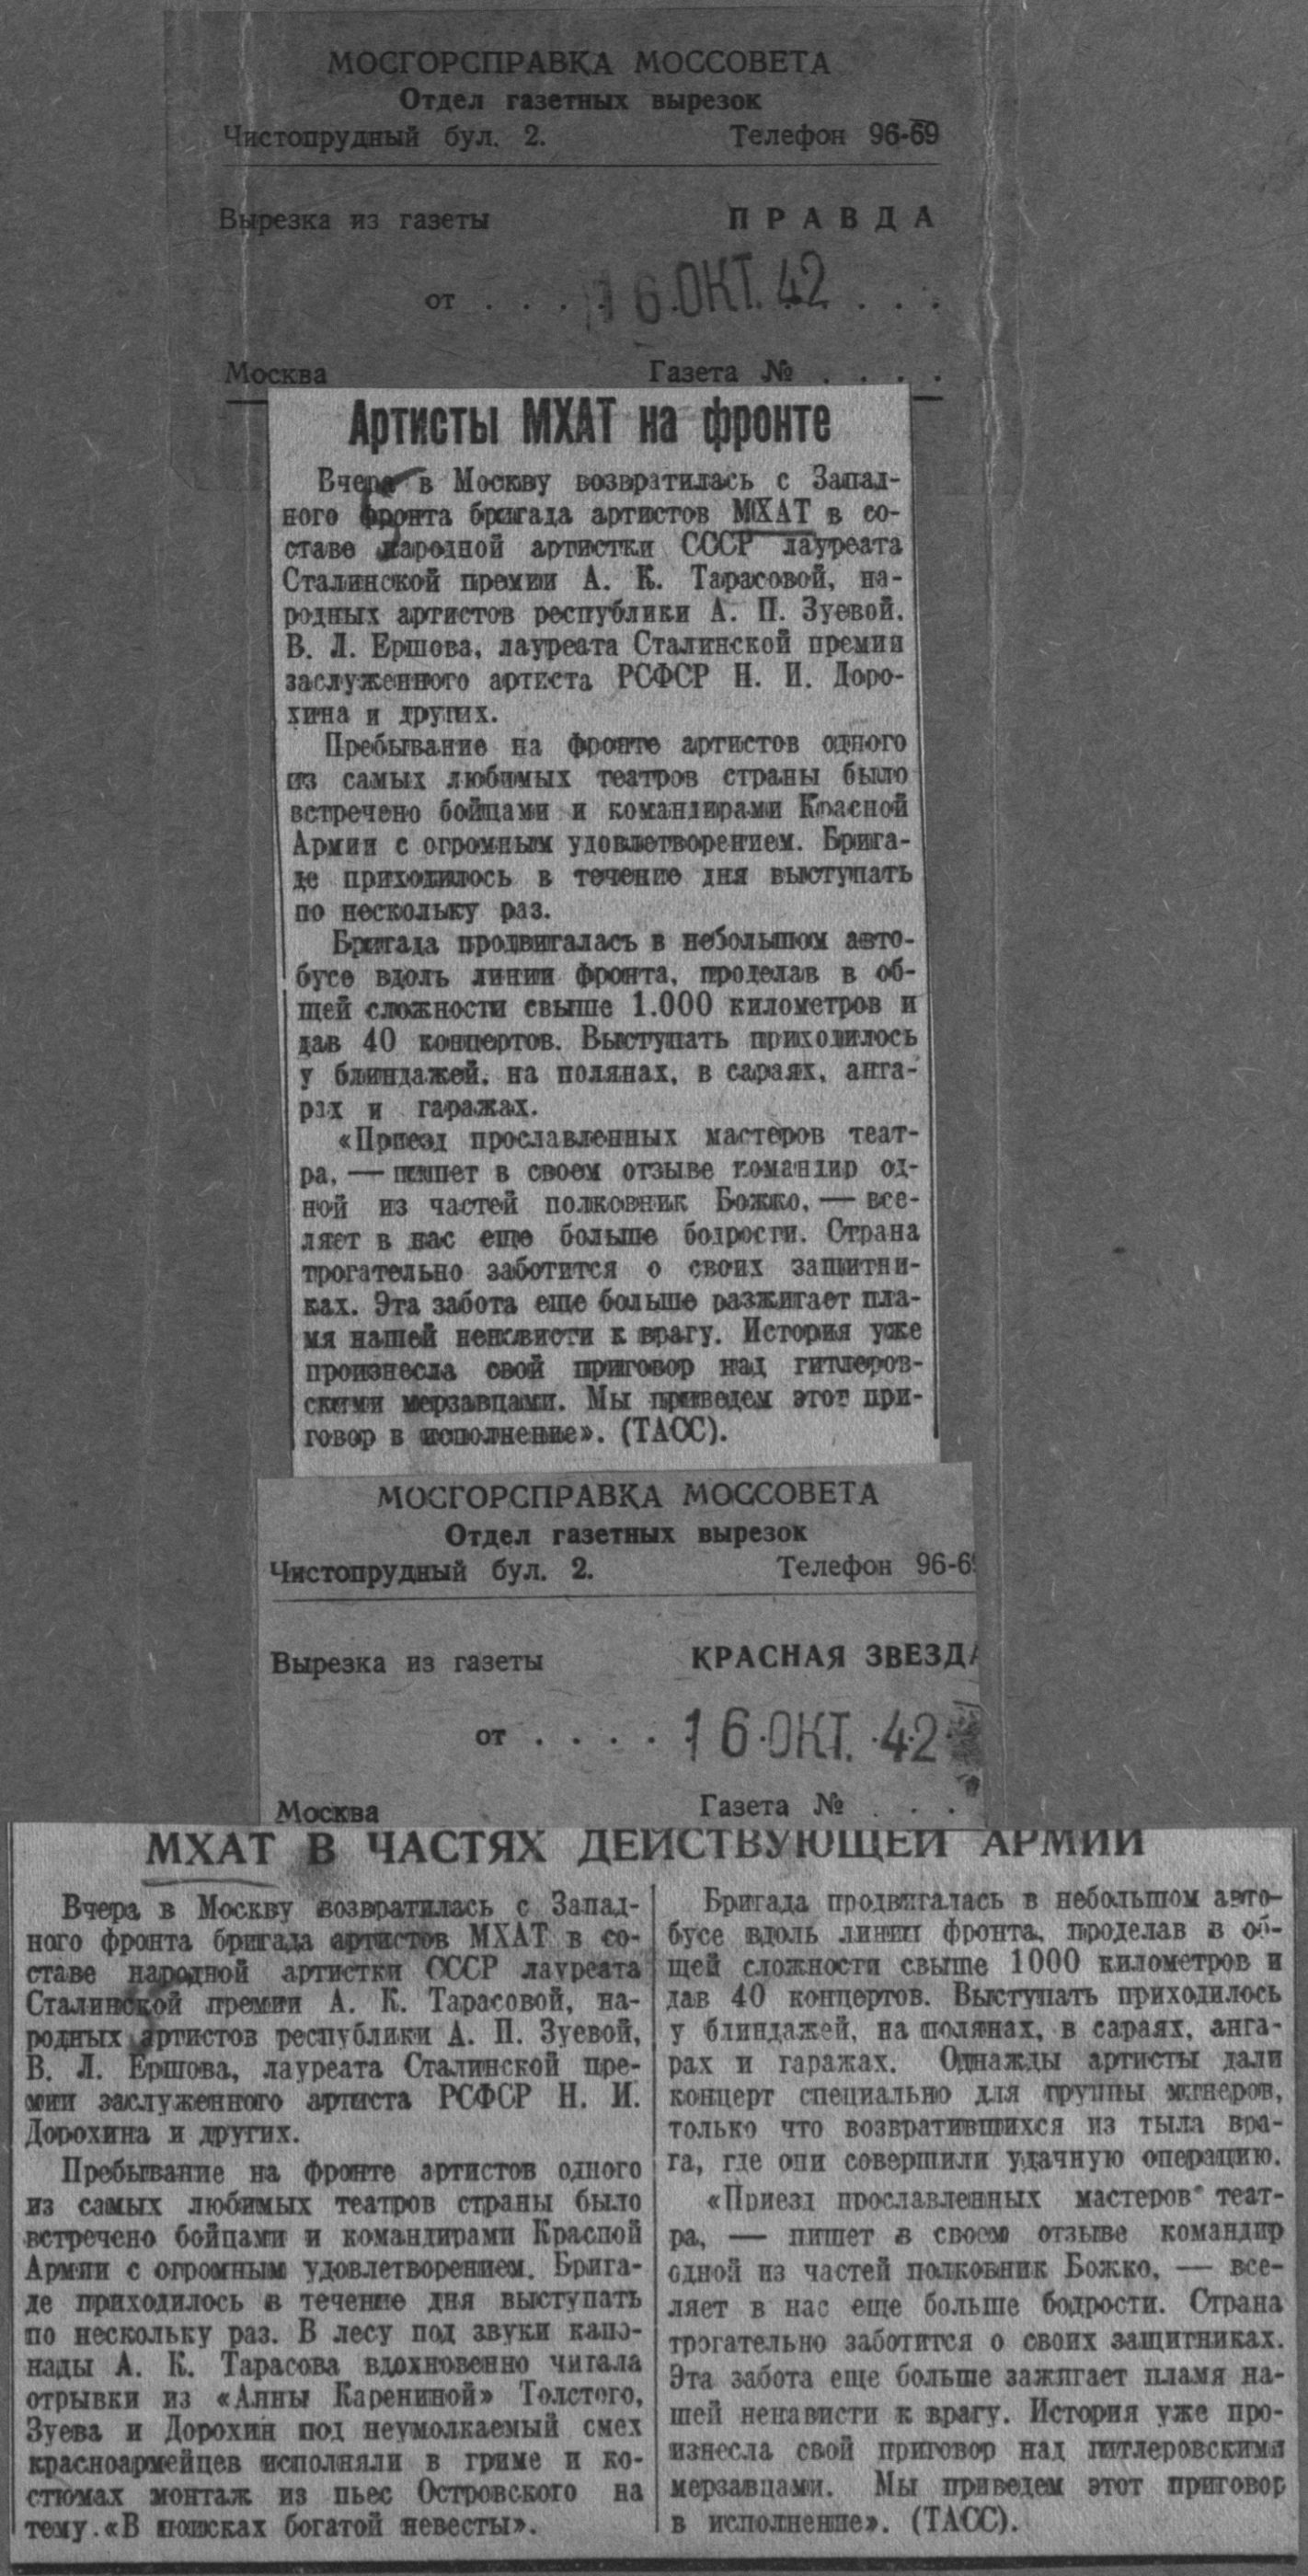 МОСГОРСПРАВКА МОССОВЕТА
Отдел газетных вырезок
Чистопрудный бул. 2. Телефон 96-69
Вырезка из газеты ПРАВДА
от . . . . 16 ОКТ. 42 . . .
Москва Газета № . . . .
Артисты МХАТ на фронте
Вчера в Москву возвратилась с Запад-
ного фронта бригада артистов МХАТ в со-
ставе народной артистки СССР лауреата
Сталинской премии А. К. Тарасовой, на-
родных артистов республики А. П. Зуевой,
В. Л. Ершова, лауреата Сталинской премии
заслуженного артиста РСФСР Н. И. Доро-
хина и других.
Пребывание на фронте артистов одного
из самых любимых театров страны было
встречено бойцами и командирами Красной
Армии с огромным удовлетворением. Брига-
де приходилось в течение дня выступать
по нескольку раз.
Бригада продвигалась в небольшом авто-
бусе вдоль линии фронта, проделав в об-
щей сложности свыше 1.000 километров и
дав 40 концертов. Выступать приходилось
у блиндажей, на полянах, в сараях, анга-
рах и гаражах.
«Приезд прославленных мастеров теат-
ра, — пишет в своем отзыве командир од-
ной из частей полковник Божко, — все-
ляет в нас еще больше бодрости. Страна
трогательно заботится о своих защитни-
ках. Эта забота еще больше разжигает пла-
мя нашей ненависти к врагу. История уже
произнесла свой приговор над гитлеров-
скими мерзавцами. Мы приведем этот при-
говор в исполнение». (ТАСС).
МОСГОРСПРАВКА МОССОВЕТА
Отдел газетных вырезок
Чистопрудный бул. 2. Телефон 96-69
Вырезка из газеты КРАСНАЯ ЗВЕЗДА
от . . . . . 16 ОКТ. 42
Москва Газета № . . .
МХАТ В ЧАСТЯХ ДЕЙСТВУЮЩЕЙ АРМИИ
Вчера в Москву возвратилась с Запад-
ного фронта бригада артистов МХАТ в со-
ставе народной артистки СССР лауреата
Сталинской премии А. К. Тарасовой, на-
родных артистов республики А. П. Зуевой,
В. Л. Ершова, лауреата Сталинской пре-
мии заслуженного артиста РСФСР Н. И.
Дорохина и других.
Пребывание на фронте артистов одного
из самых любимых театров страны было
встречено бойцами и командирами Красной
Армии с огромным удовлетворением. Брига-
де приходилось в течение дня выступать
по нескольку раз. В лесу под звуки кано-
нады А. К. Тарасова вдохновенно читала
отрывки из «Анны Карениной» Толстого,
Зуева и Дорохин под неумолкаемый смех
красноармейцев исполняли в гриме и ко-
стюмах монтаж из пьес Островского на
тему «В поисках богатой невесты».
Бригада продвигалась в небольшом авто-
бусе вдоль линии фронта, проделав в об-
щей сложности свыше 1000 километров и
дав 40 концертов. Выступать приходилось
у блиндажей, на полянах, в сараях, анга-
рах и гаражах. Однажды артисты дали
концерт специально для группы минеров,
только что возвратившихся из тыла вра-
га, где они совершили удачную операцию.
«Приезд прославленных мастеров теат-
ра, — пишет в своем отзыве командир
одной из частей полковник Божко, — все-
ляет в нас еще больше бодрости. Страна
трогательно заботится о своих защитниках.
Эта забота еще больше зажигает пламя на-
шей ненависти к врагу. История уже про-
изнесла свой приговор над гитлеровскими
мерзавцами. Мы приведем этот приговор
в исполнение». (ТАСС).